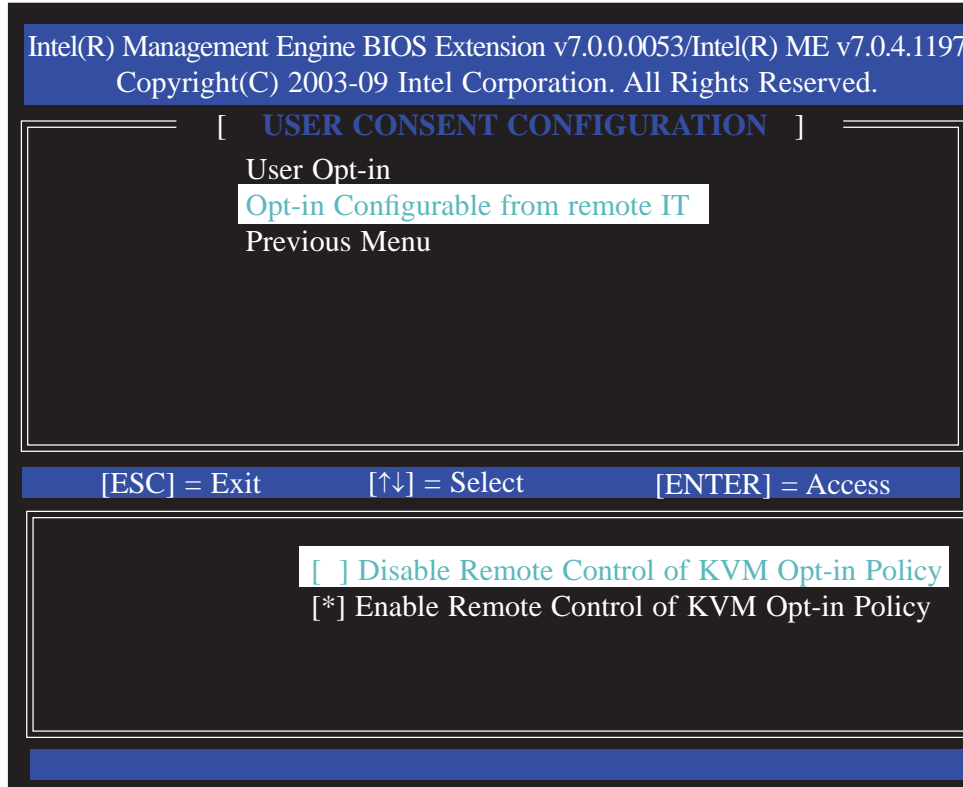 Intel(R) Management Engine BIOS Extension v7.0.0.0053/Intel(R) ME v7.0.4.1197
Copyright(C) 2003-09 Intel Corporation. All Rights Reserved.
[ USER CONSENT CONFIGURATION ]
User Opt-in
Opt-in Configurable from remote IT
Previous Menu
[ESC] = Exit [↑↓] = Select [ENTER] = Access
[ ] Disable Remote Control of KVM Opt-in Policy
[*] Enable Remote Control of KVM Opt-in Policy